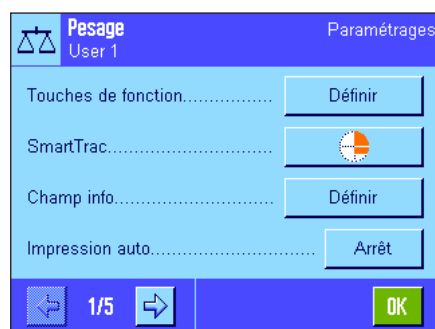 Pesage Paramétrages
User 1
Touches de fonction................. Définir
SmartTrac...............................
Champ info............................. Définir
Impression auto.............................. Arrêt
1/5 OK